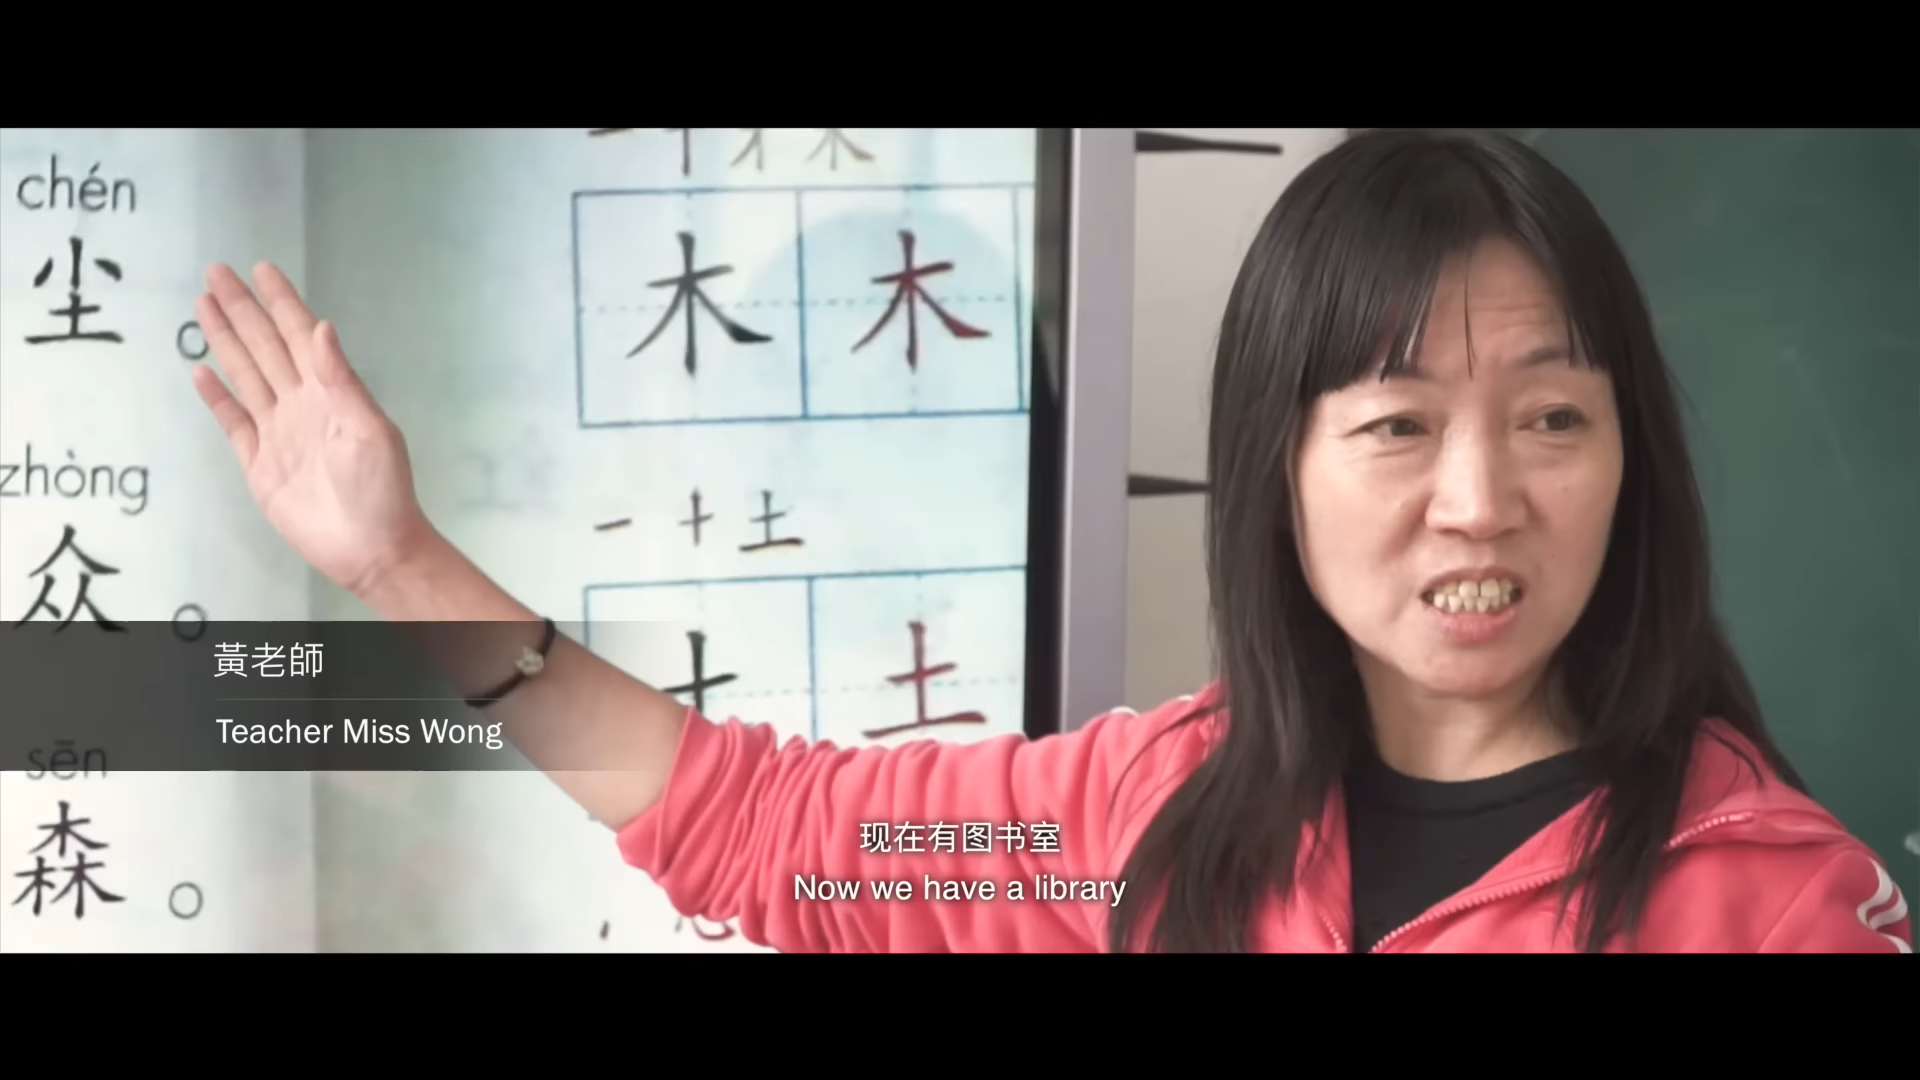 chén
尘。
zhòng
众。
sēn
森。
木 木
一 十 土
土 土
黃老師
Teacher Miss Wong
现在有图书室
Now we have a library